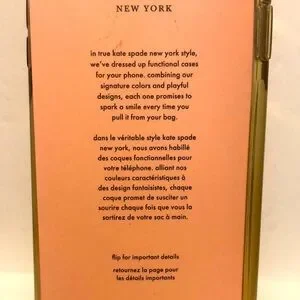 NEW YORK
in true kate spade new york style,
we've dressed up functional cases
for your phone. combining our
signature colors and playful
designs, each one promises to
spark a smile every time you
pull it from your bag.
dans le véritable style kate spade
new york, nous avons habillé
des coques fonctionnelles pour
votre téléphone. alliant nos
couleurs caractéristiques à
des design fantaisistes, chaque
coque promet de susciter un
sourire chaque fois que vous la
sortirez de votre sac à main.
flip for important details
retournez la page pour
les détails importants